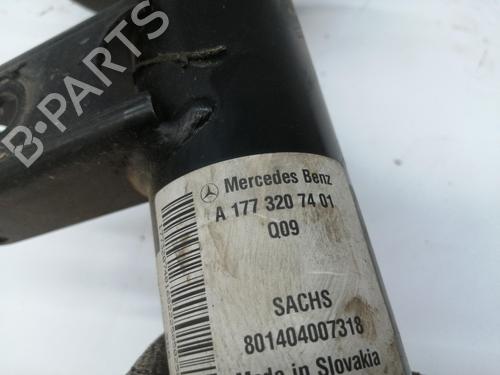 B-PARTS
Mercedes Benz
A 177 320 74 01
Q09
SACHS
801404007318
Made in Slovakia